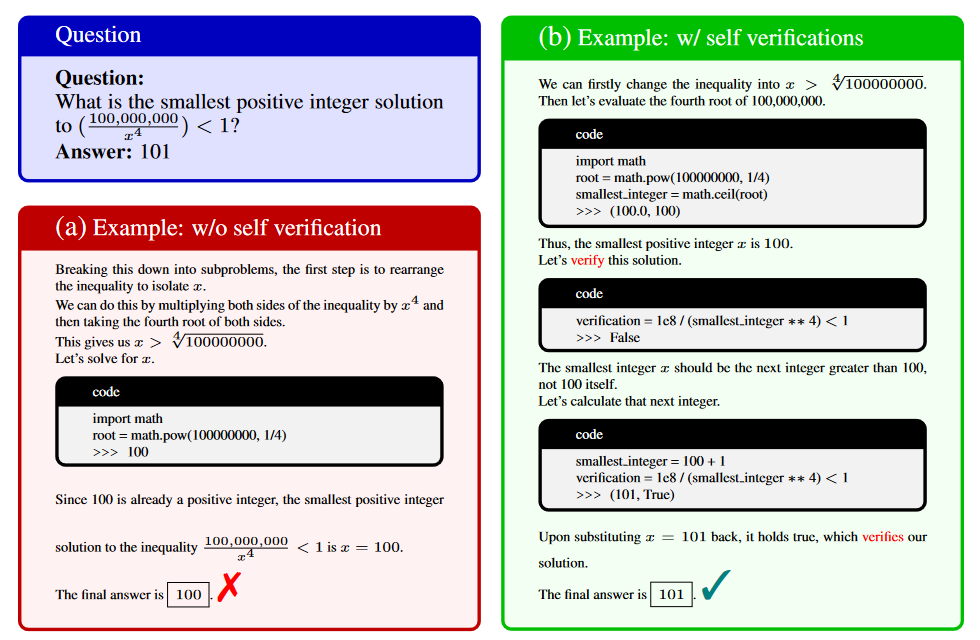 Question
Question:
What is the smallest positive integer solution
to (100,000,000/x^4) < 1?
Answer: 101
(a) Example: w/o self verification
Breaking this down into subproblems, the first step is to rearrange
the inequality to isolate x.
We can do this by multiplying both sides of the inequality by x^4 and
then taking the fourth root of both sides.
This gives us x > ∜100000000.
Let's solve for x.
code
import math
root = math.pow(100000000, 1/4)
>>> 100
Since 100 is already a positive integer, the smallest positive integer
solution to the inequality 100,000,000/x^4 < 1 is x = 100.
The final answer is 100. ✗
(b) Example: w/ self verifications
We can firstly change the inequality into x > ∜100000000.
Then let's evaluate the fourth root of 100,000,000.
code
import math
root = math.pow(100000000, 1/4)
smallest_integer = math.ceil(root)
>>> (100.0, 100)
Thus, the smallest positive integer x is 100.
Let's verify this solution.
code
verification = 1e8 / (smallest_integer ** 4) < 1
>>> False
The smallest integer x should be the next integer greater than 100,
not 100 itself.
Let's calculate that next integer.
code
smallest_integer = 100 + 1
verification = 1e8 / (smallest_integer ** 4) < 1
>>> (101, True)
Upon substituting x = 101 back, it holds true, which verifies our
solution.
The final answer is 101. ✓